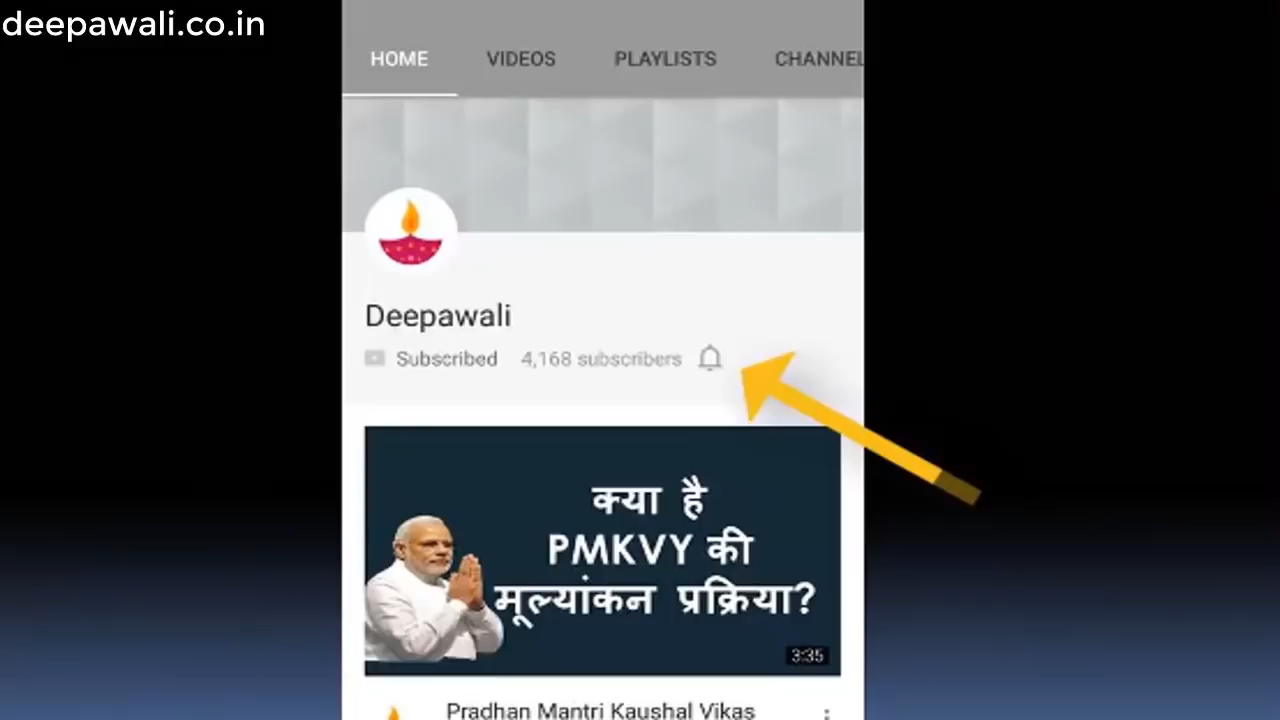 deepawali.co.in
HOME VIDEOS PLAYLISTS CHANNEL
Deepawali
Subscribed 4,168 subscribers
क्या है
PMKVY की
मूल्यांकन प्रक्रिया?
3:35
Pradhan Mantri Kaushal Vikas